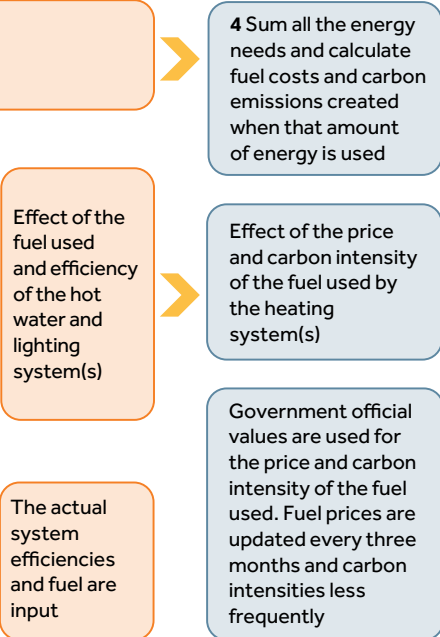 4 Sum all the energy
needs and calculate
fuel costs and carbon
emissions created
when that amount
of energy is used
Effect of the
fuel used
and efficiency
of the hot
water and
lighting
system(s)
Effect of the price
and carbon intensity
of the fuel used by
the heating
system(s)
The actual
system
efficiencies
and fuel are
input
Government official
values are used for
the price and carbon
intensity of the fuel
used. Fuel prices are
updated every three
months and carbon
intensities less
frequently